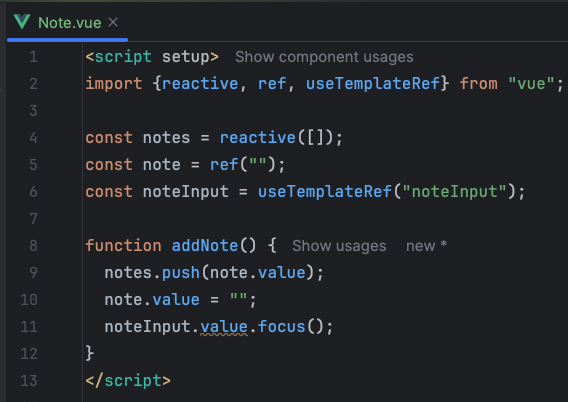 Note.vue ×
1 <script setup> Show component usages
2 import {reactive, ref, useTemplateRef} from "vue";
3
4 const notes = reactive([]);
5 const note = ref("");
6 const noteInput = useTemplateRef("noteInput");
7
8 function addNote() { Show usages new *
9   notes.push(note.value);
10   note.value = "";
11   noteInput.value.focus();
12 }
13 </script>